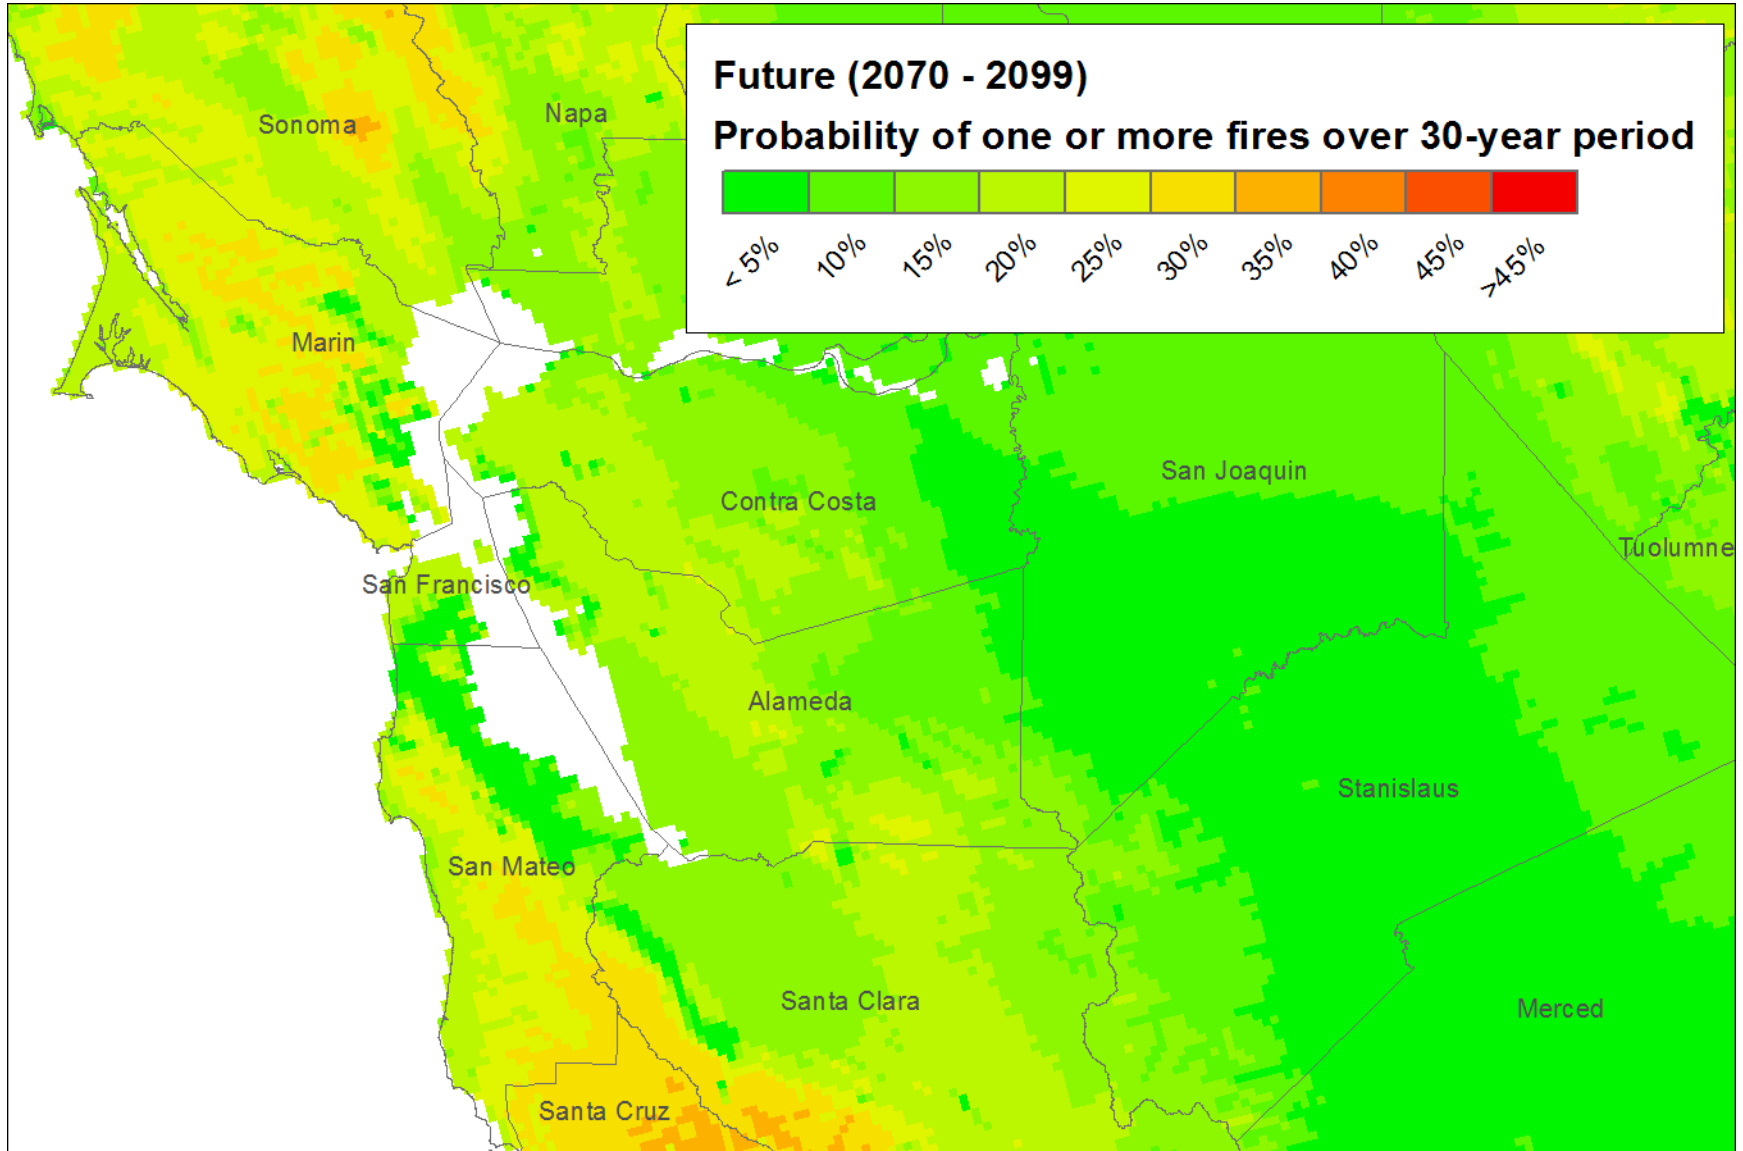 Future (2070 - 2099)
Probability of one or more fires over 30-year period
< 5% 10% 15% 20% 25% 30% 35% 40% 45% >45%
Sonoma
Napa
Marin
San Joaquin
Contra Costa
Tuolumne
San Francisco
Alameda
Stanislaus
San Mateo
Santa Clara
Merced
Santa Cruz